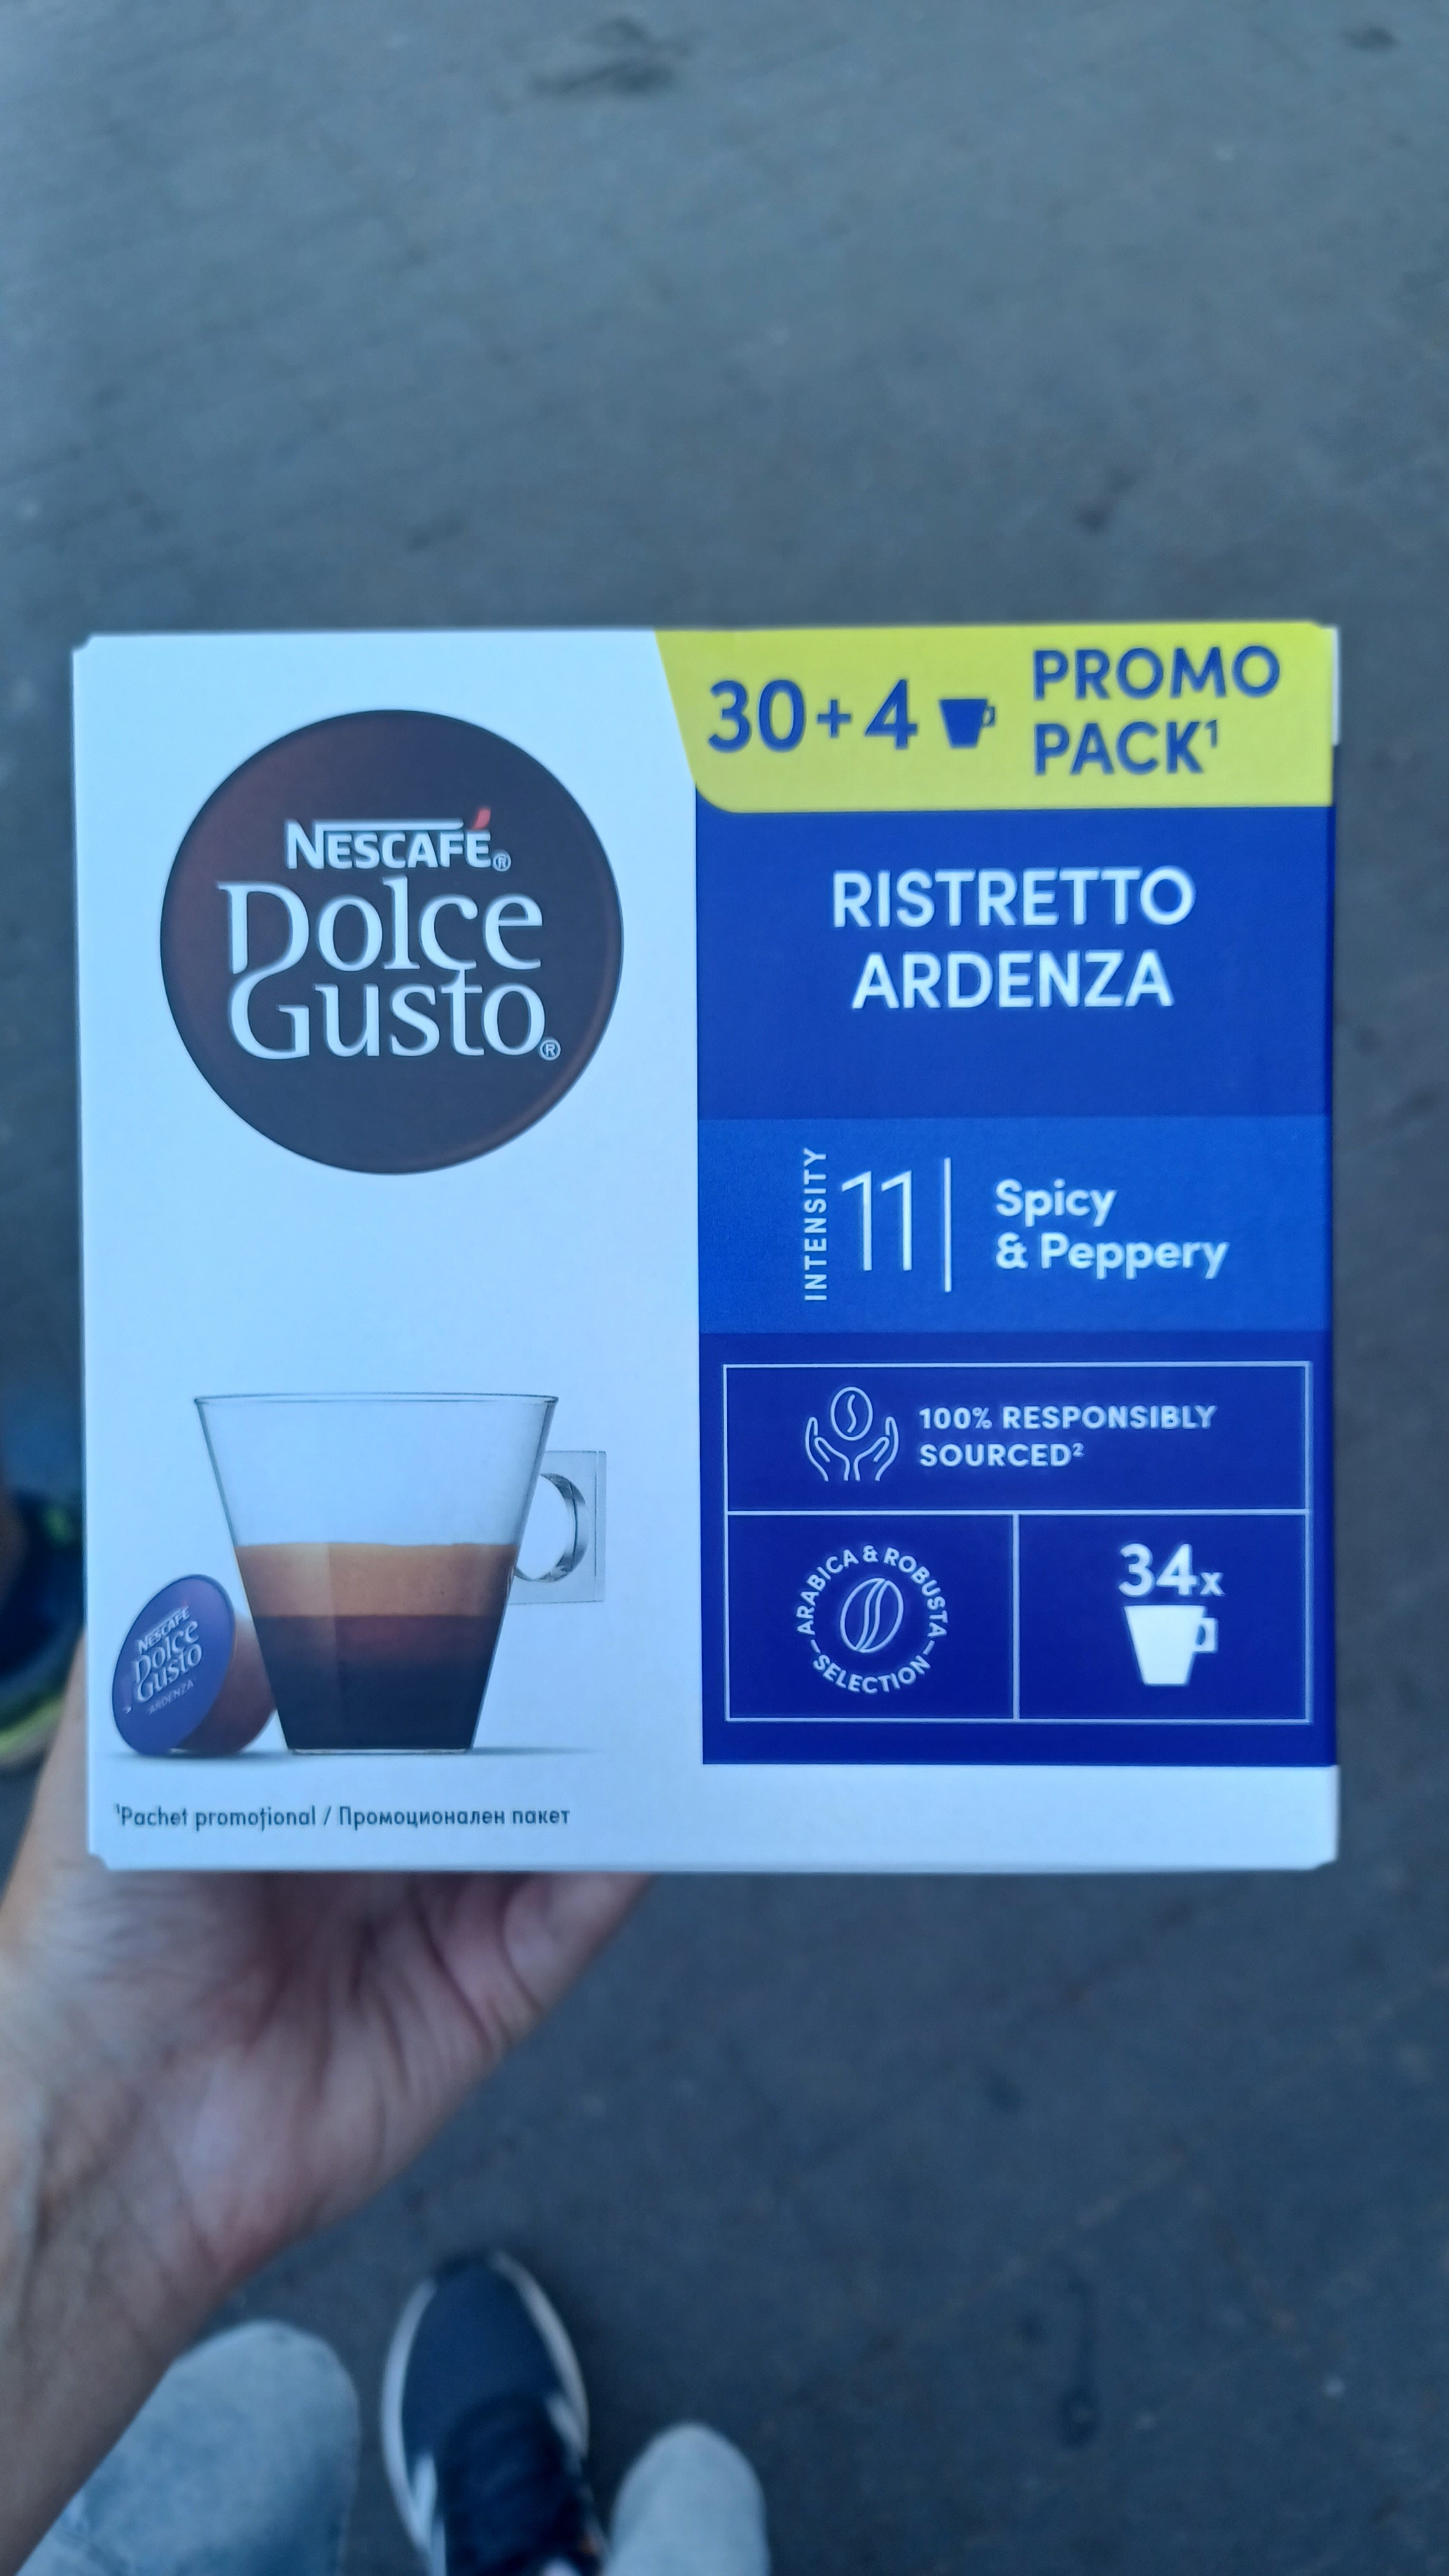 30+4
PROMO
PACK¹
NESCAFÉ®
DOLCE
GUSTO®
RISTRETTO
ARDENZA
INTENSITY
11
Spicy
& Peppery
100% RESPONSIBLY
SOURCED²
ARABICA & ROBUSTA
SELECTION
34x
NESCAFÉ
DOLCE
GUSTO
ARDENZA
¹Pachet promoțional / Промоционален пакет